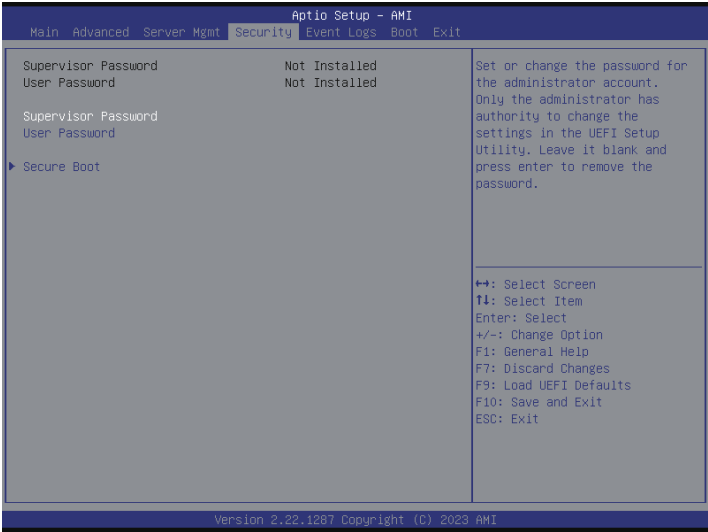 Aptio Setup – AMI
Main Advanced Server Mgmt Security Event Logs Boot Exit
Supervisor Password Not Installed
User Password Not Installed
Supervisor Password
User Password
Secure Boot
Set or change the password for
the administrator account.
Only the administrator has
authority to change the
settings in the UEFI Setup
Utility. Leave it blank and
press enter to remove the
password.
↔: Select Screen
↑↓: Select Item
Enter: Select
+/-: Change Option
F1: General Help
F7: Discard Changes
F9: Load UEFI Defaults
F10: Save and Exit
ESC: Exit
Version 2.22.1287 Copyright (C) 2023 AMI